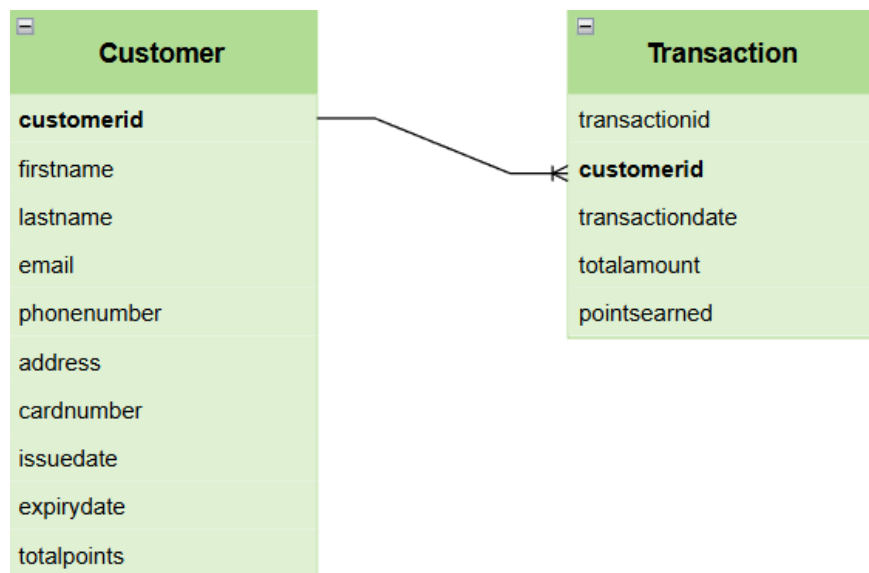 Customer
customerid
firstname
lastname
email
phonenumber
address
cardnumber
issuedate
expirydate
totalpoints
Transaction
transactionid
customerid
transactiondate
totalamount
pointsearned